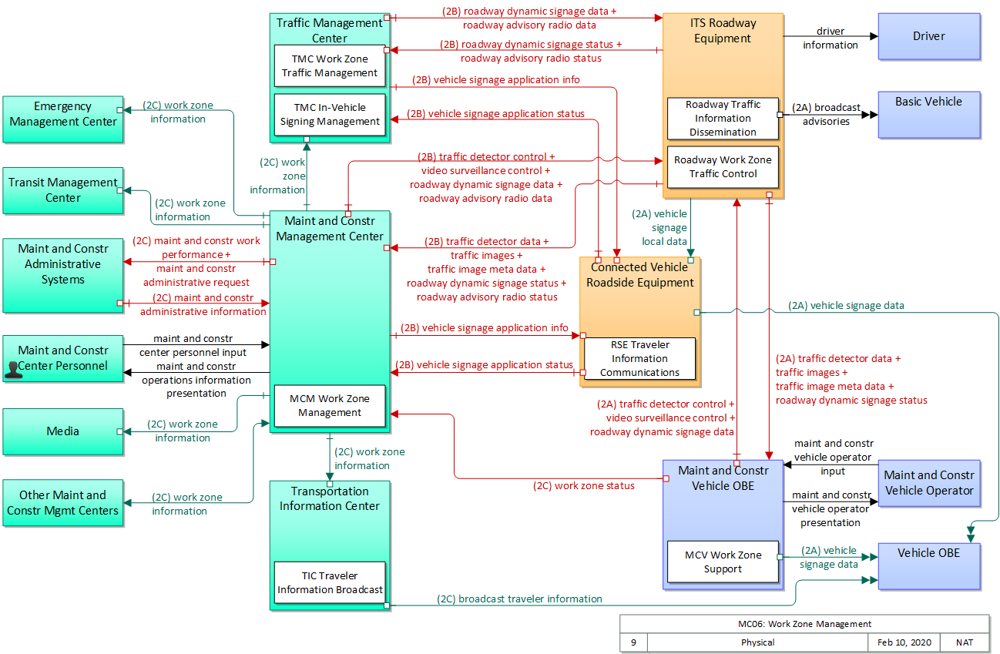 Traffic Management
Center
TMC Work Zone
Traffic Management
TMC In-Vehicle
Signing Management
(2B) roadway dynamic signage data +
roadway advisory radio data
(2B) roadway dynamic signage status +
roadway advisory radio status
(2B) vehicle signage application info
(2B) vehicle signage application status
ITS Roadway
Equipment
Roadway Traffic
Information
Dissemination
Roadway Work Zone
Traffic Control
driver
information
Driver
(2A) broadcast
advisories
Basic Vehicle
Emergency
Management Center
(2C) work zone
information
Transit Management
Center
(2C) work zone
information
(2C) work
zone
information
(2B) traffic detector control +
video surveillance control +
roadway dynamic signage data +
roadway advisory radio data
(2A) vehicle
signage
local data
Maint and Constr
Management Center
MCM Work Zone
Management
Maint and Constr
Administrative
Systems
(2C) maint and constr work
performance +
maint and constr
administrative request
(2C) maint and constr
administrative information
(2B) traffic detector data +
traffic images +
traffic image meta data +
roadway dynamic signage status +
roadway advisory radio status
Connected Vehicle
Roadside Equipment
RSE Traveler
Information
Communications
(2A) vehicle signage data
Maint and Constr
Center Personnel
maint and constr
center personnel input
maint and constr
operations information
presentation
(2B) vehicle signage application info
(2B) vehicle signage application status
(2A) traffic detector data +
traffic images +
traffic image meta data +
roadway dynamic signage status
(2A) traffic detector control +
video surveillance control +
roadway dynamic signage data
Media
(2C) work zone
information
Other Maint and
Constr Mgmt Centers
(2C) work zone
information
(2C) work zone
information
(2C) work zone status
Maint and Constr
Vehicle OBE
MCV Work Zone
Support
maint and constr
vehicle operator
input
maint and constr
vehicle operator
presentation
Maint and Constr
Vehicle Operator
Transportation
Information Center
TIC Traveler
Information Broadcast
(2A) vehicle
signage data
Vehicle OBE
(2C) broadcast traveler information
MC06: Work Zone Management
9 Physical Feb 10, 2020 NAT